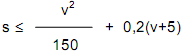 s ≤ v²/150 + 0,2(v+5)